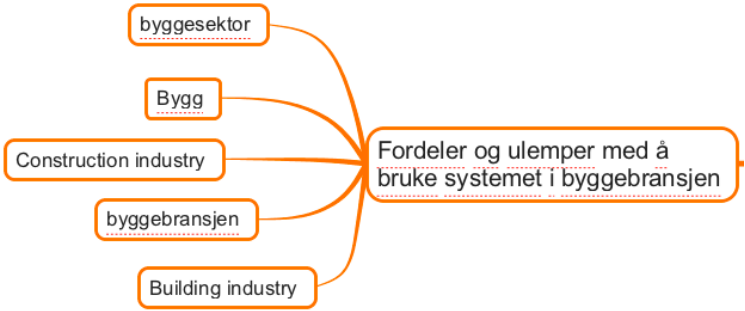 byggesektor
Bygg
Construction industry
byggebransjen
Building industry
Fordeler og ulemper med å
bruke systemet i byggebransjen